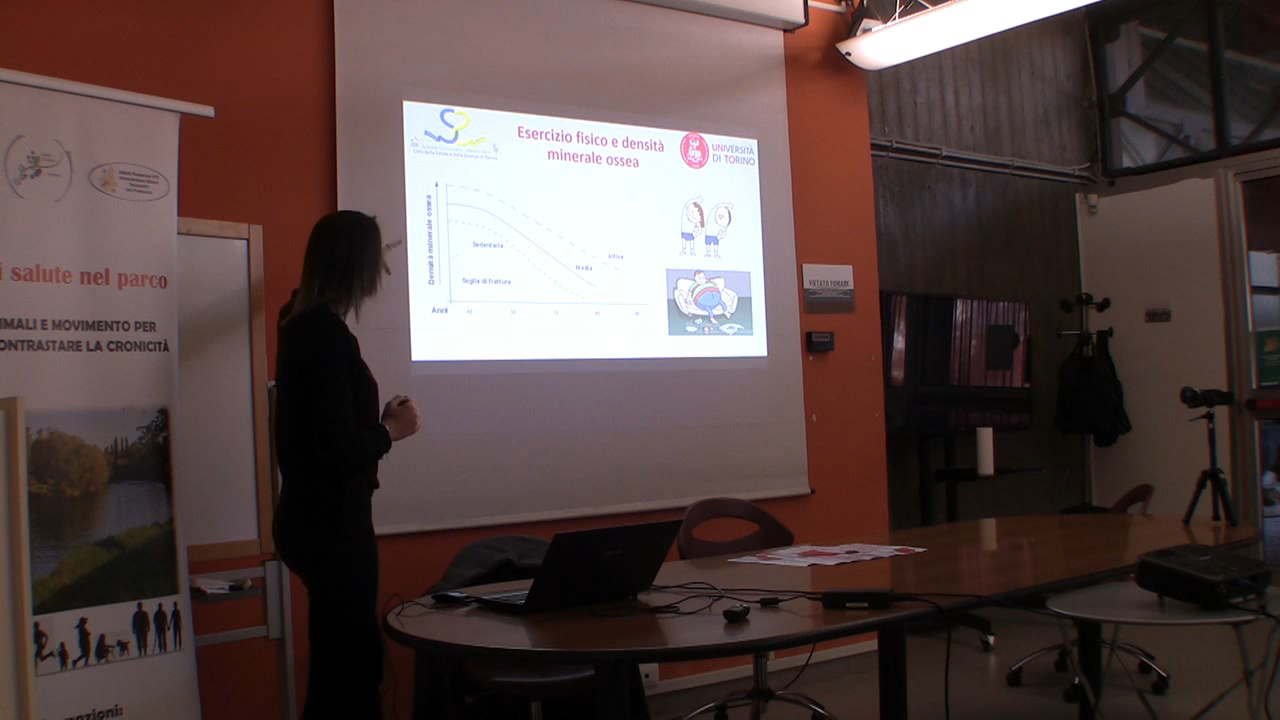 i salute nel parco
IMALI E MOVIMENTO PER
ONTRASTARE LA CRONICITÀ
azioni:
Esercizio fisico e densità
minerale ossea
UNIVERSITÀ
DI TORINO
Densità minerale ossea
Sedentaria
Media
Attiva
Soglia di frattura
Anni
VIETATO FUMARE